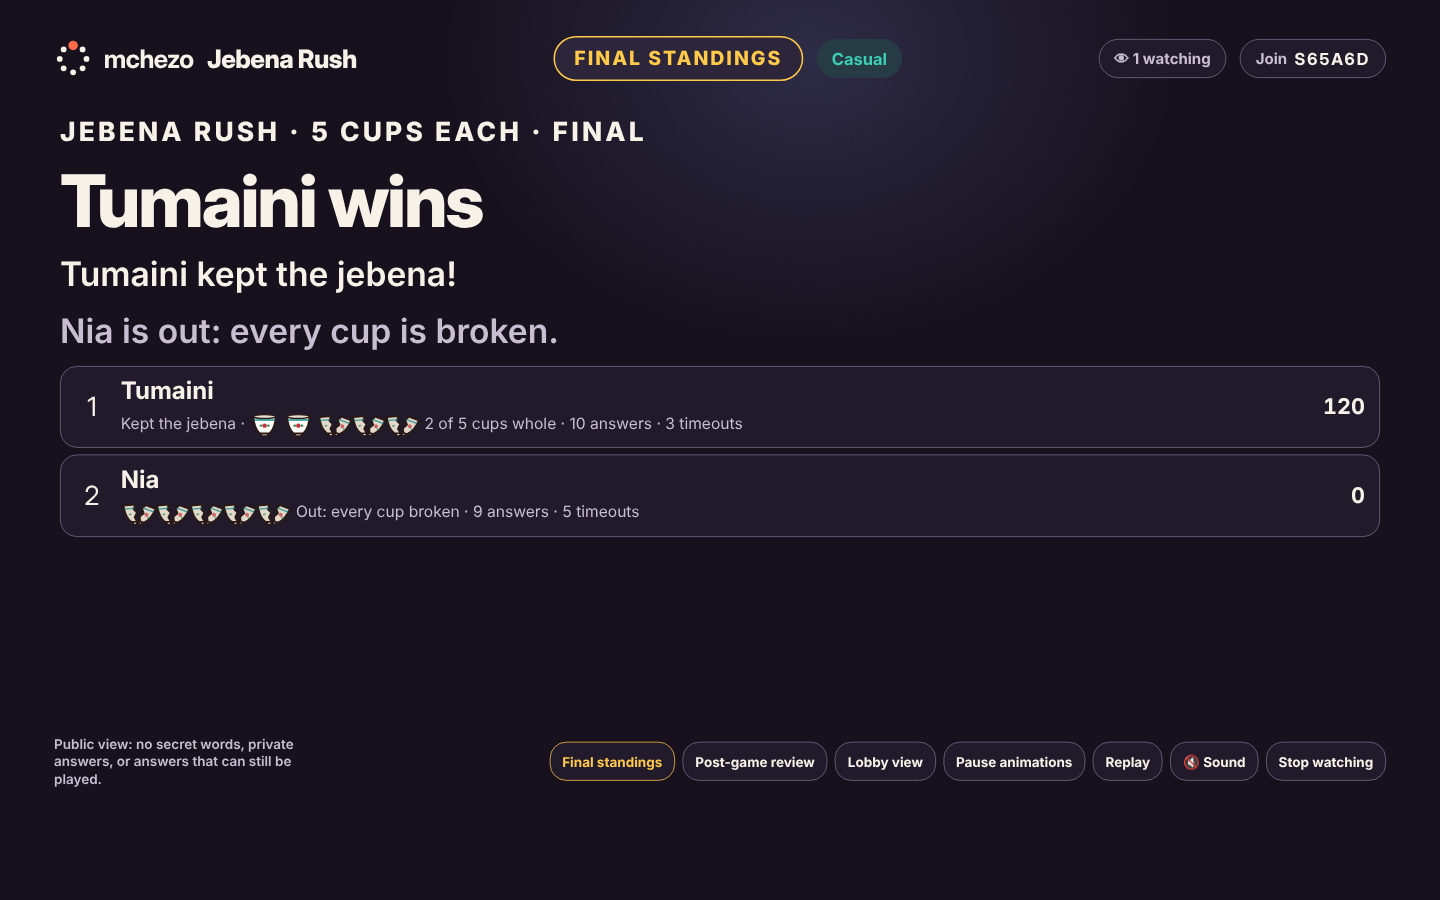 mchezo Jebena Rush
FINAL STANDINGS
Casual
1 watching
Join S65A6D
JEBENA RUSH · 5 CUPS EACH · FINAL
Tumaini wins
Tumaini kept the jebena!
Nia is out: every cup is broken.
1
Tumaini
Kept the jebena · 2 of 5 cups whole · 10 answers · 3 timeouts
120
2
Nia
Out: every cup broken · 9 answers · 5 timeouts
0
Public view: no secret words, private
answers, or answers that can still be
played.
Final standings
Post-game review
Lobby view
Pause animations
Replay
Sound
Stop watching